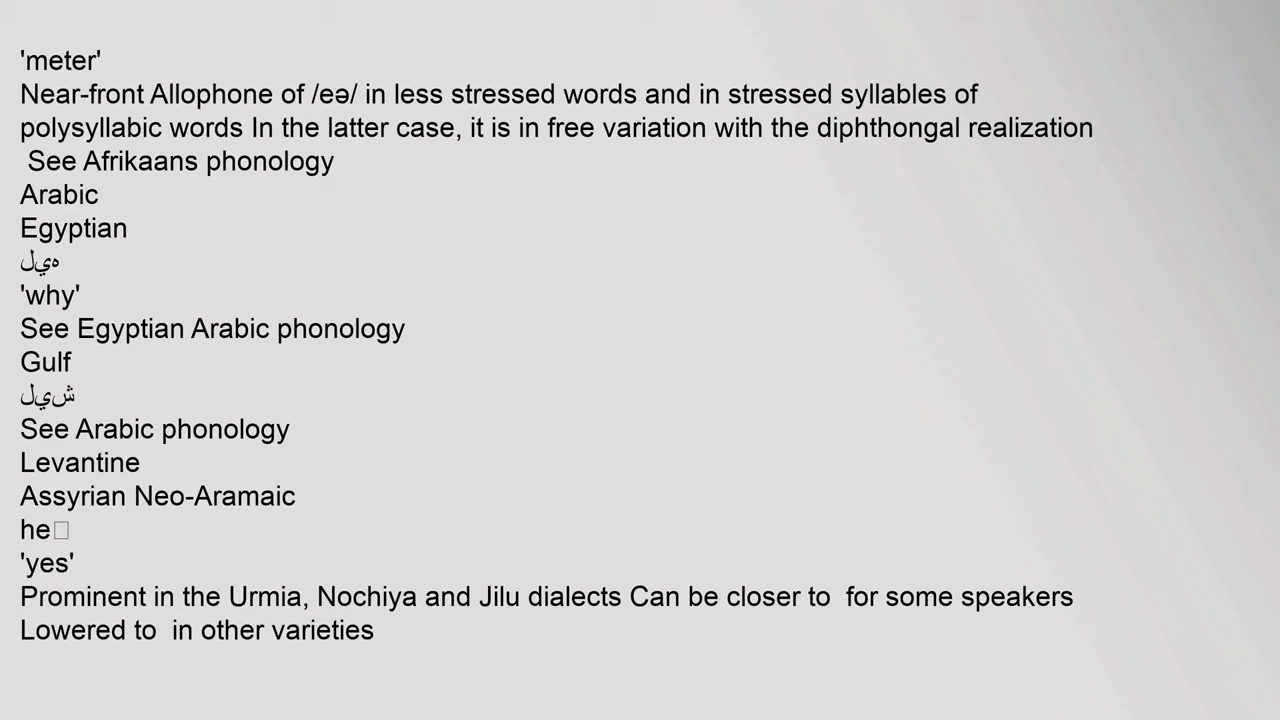 'meter'
Near-front Allophone of /eə/ in less stressed words and in stressed syllables of
polysyllabic words In the latter case, it is in free variation with the diphthongal realization
See Afrikaans phonology
Arabic
Egyptian
هيل
'why'
See Egyptian Arabic phonology
Gulf
شيل
See Arabic phonology
Levantine
Assyrian Neo-Aramaic
he□
'yes'
Prominent in the Urmia, Nochiya and Jilu dialects Can be closer to  for some speakers
Lowered to  in other varieties